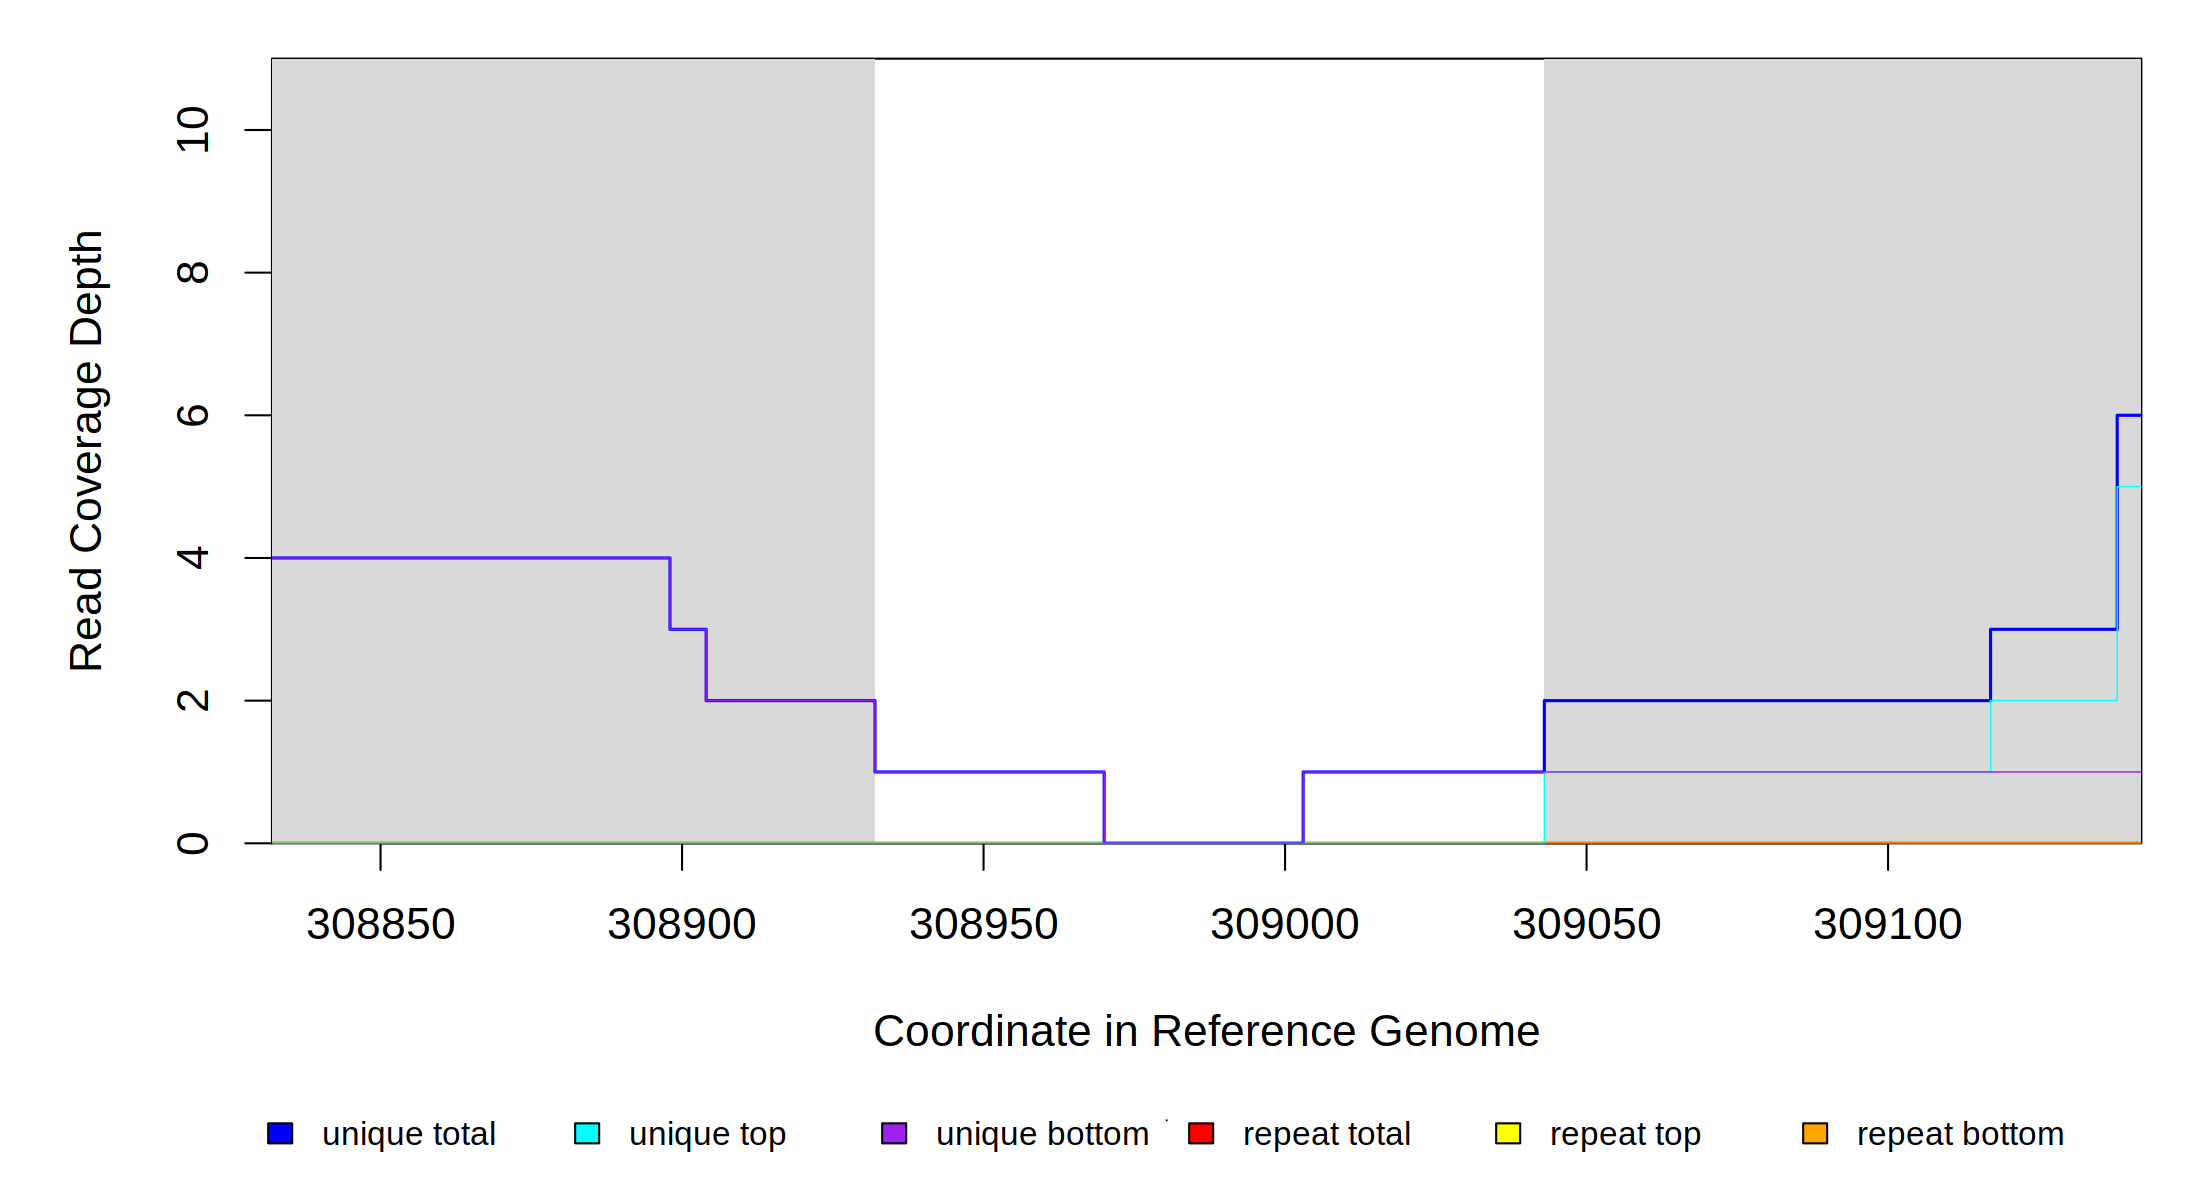 Read Coverage Depth
10
8
6
4
2
0
308850 308900 308950 309000 309050 309100
Coordinate in Reference Genome
unique total unique top unique bottom repeat total repeat top repeat bottom